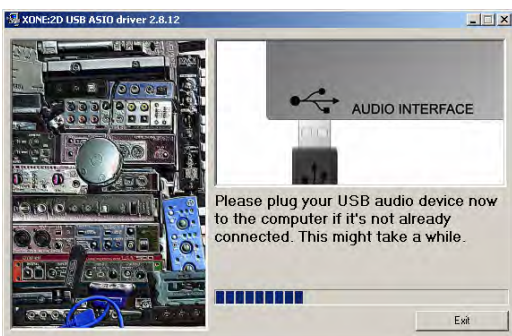 XONE:2D USB ASIO driver 2.8.12
AUDIO INTERFACE
Please plug your USB audio device now
to the computer if it's not already
connected. This might take a while.
Exit